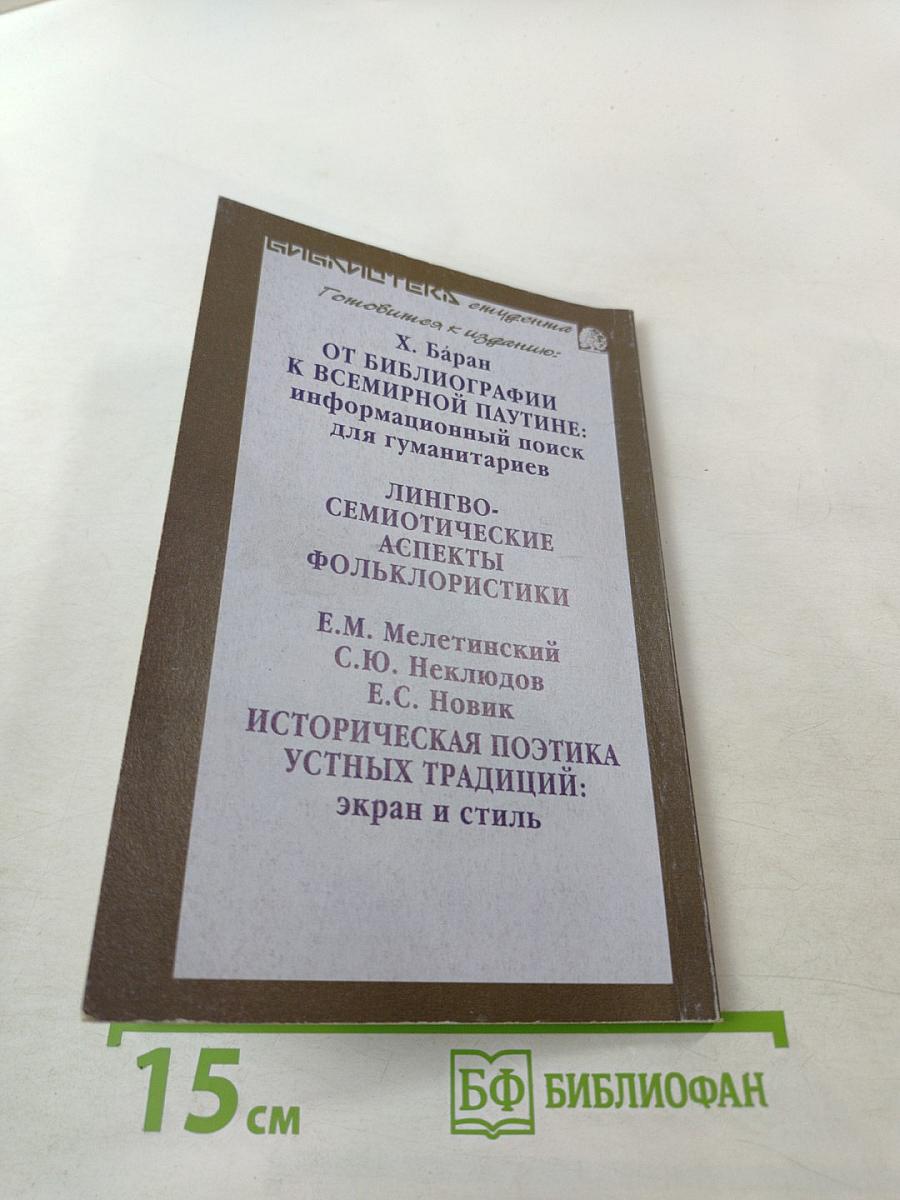 БИБЛИОТЕКА студента
Готовится к изданию:
Х. Ба́ран
ОТ БИБЛИОГРАФИИ
К ВСЕМИРНОЙ ПАУТИНЕ:
информационный поиск
для гуманитариев
ЛИНГВО-
СЕМИОТИЧЕСКИЕ
АСПЕКТЫ
ФОЛЬКЛОРИСТИКИ
Е.М. Мелетинский
С.Ю. Неклюдов
Е.С. Новик
ИСТОРИЧЕСКАЯ ПОЭТИКА
УСТНЫХ ТРАДИЦИЙ:
экран и стиль
15 см
БФ БИБЛИОФАН